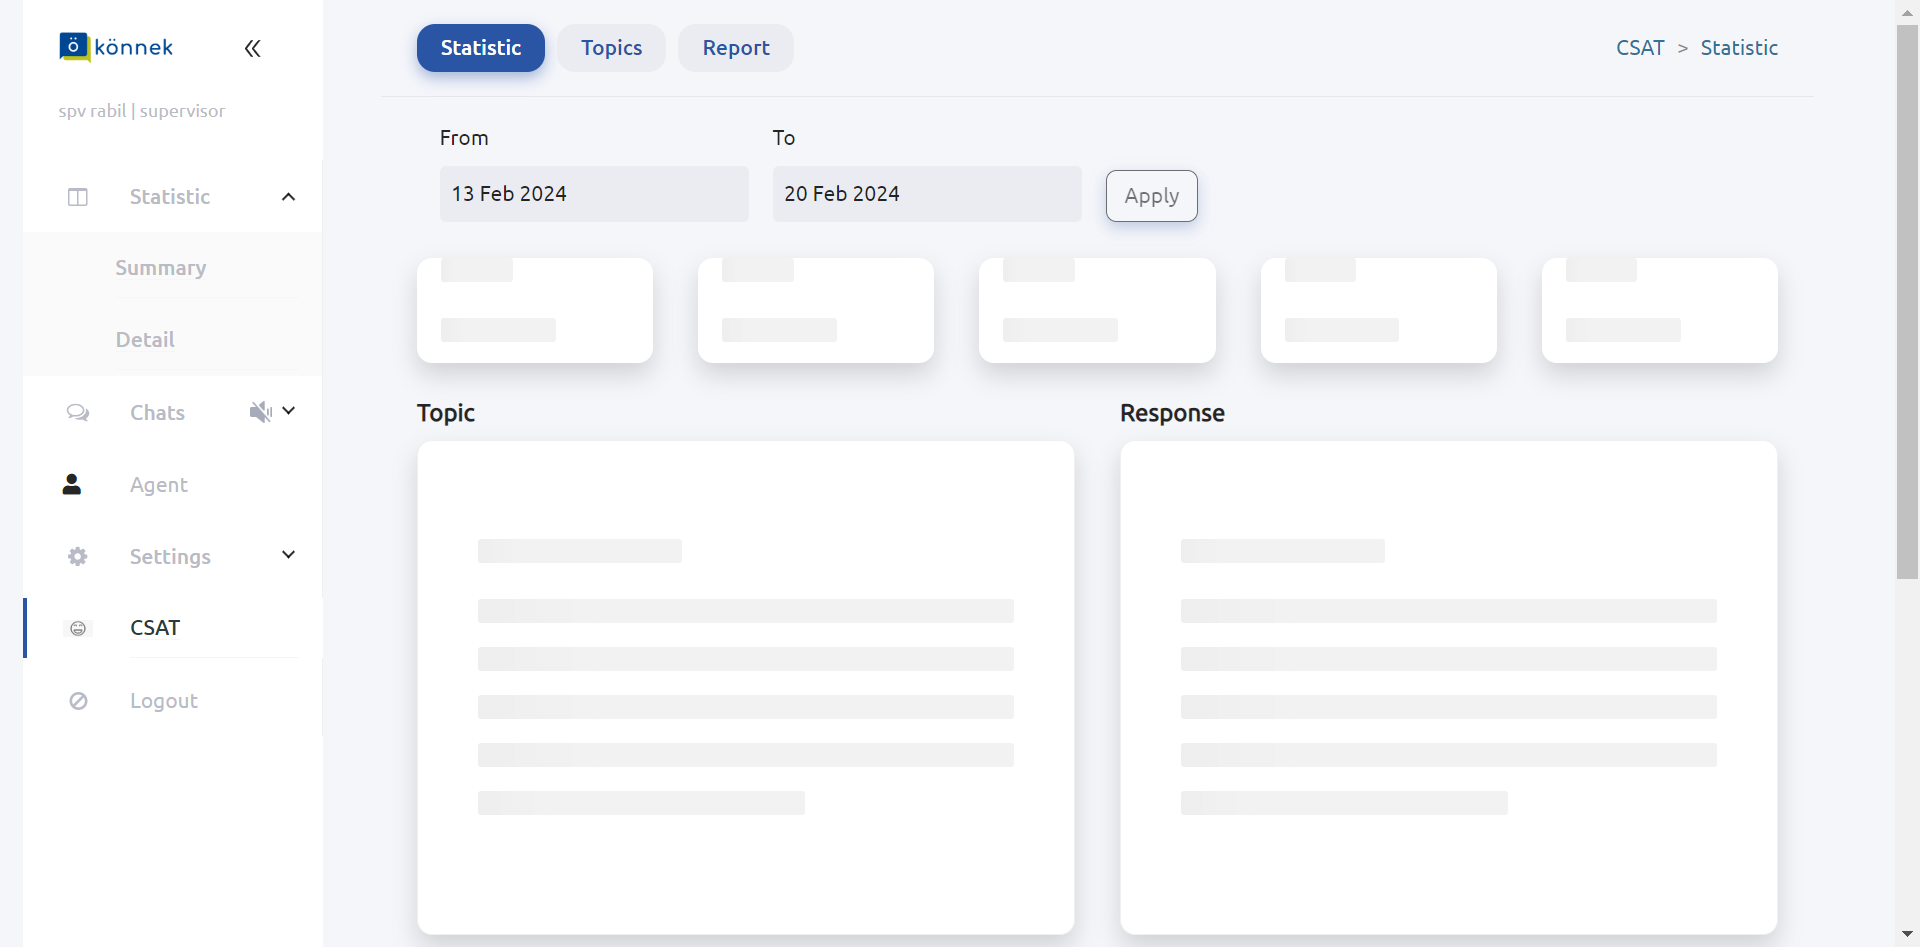 könnek
spv rabil | supervisor
Statistic
Summary
Detail
Chats
Agent
Settings
CSAT
Logout
Statistic
Topics
Report
CSAT > Statistic
From
To
13 Feb 2024
20 Feb 2024
Apply
Topic
Response